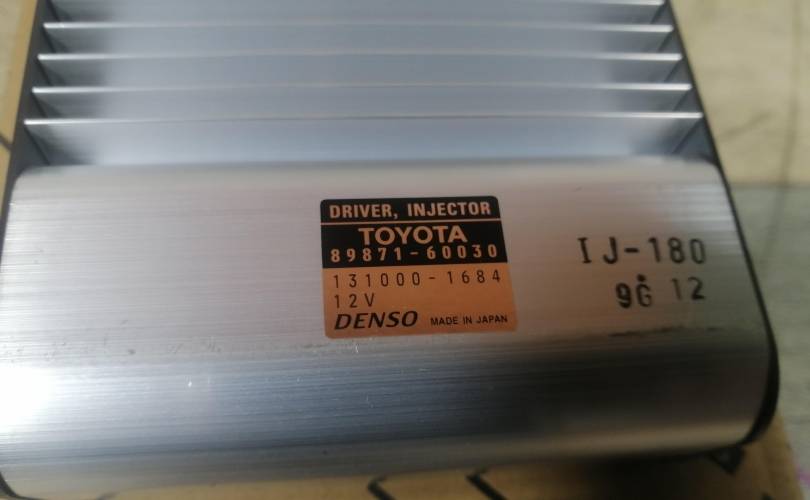 DRIVER, INJECTOR
TOYOTA
89871-60030
131000-1684
12V
DENSO MADE IN JAPAN
IJ-180
9G 12